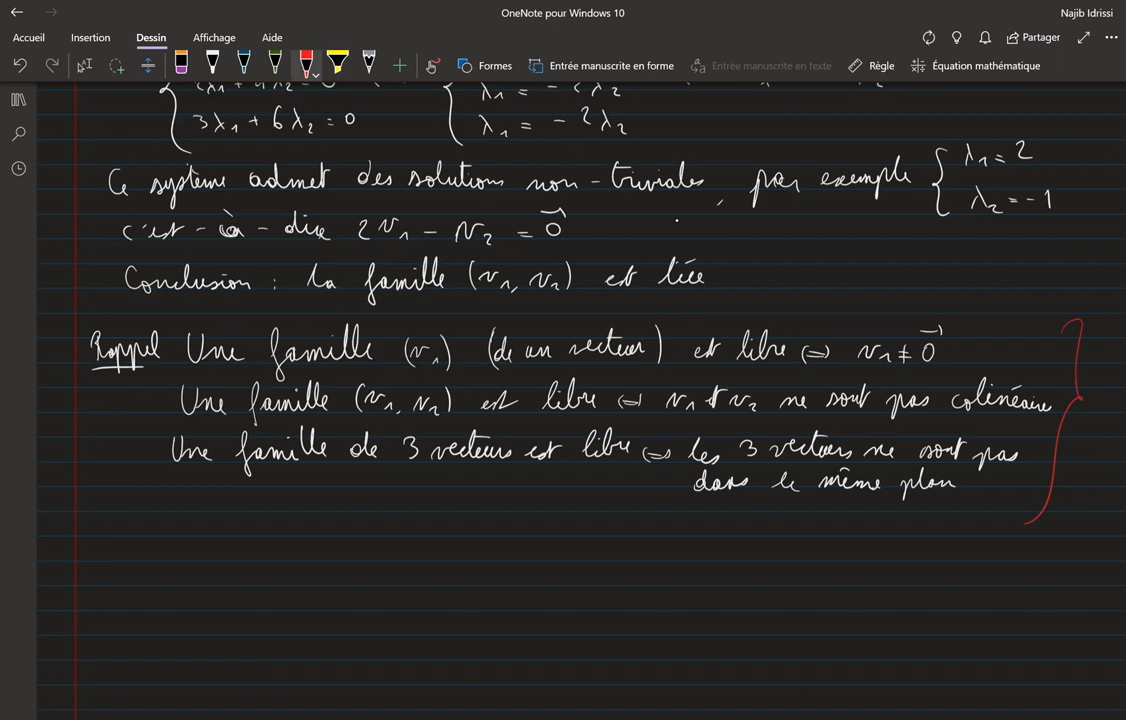 OneNote pour Windows 10
Najib Idrissi
Accueil Insertion Dessin Affichage Aide
Partager
Formes Entrée manuscrite en forme Entrée manuscrite en texte Règle Équation mathématique
3λ₁ + 6λ₂ = 0 λ₁ = - 2λ₂
Ce système admet des solutions non-triviales, par exemple { λ₁ = 2
λ₂ = -1
c'est-à-dire 2v₁ - v₂ = 0⃗
Conclusion : la famille (v₁, v₂) est liée
Rappel Une famille (v₁) (de un vecteur) est libre ⇔ v₁ ≠ 0⃗
Une famille (v₁, v₂) est libre ⇔ v₁ et v₂ ne sont pas colinéaire
Une famille de 3 vecteurs est libre ⇔ les 3 vecteurs ne sont pas
dans le même plan